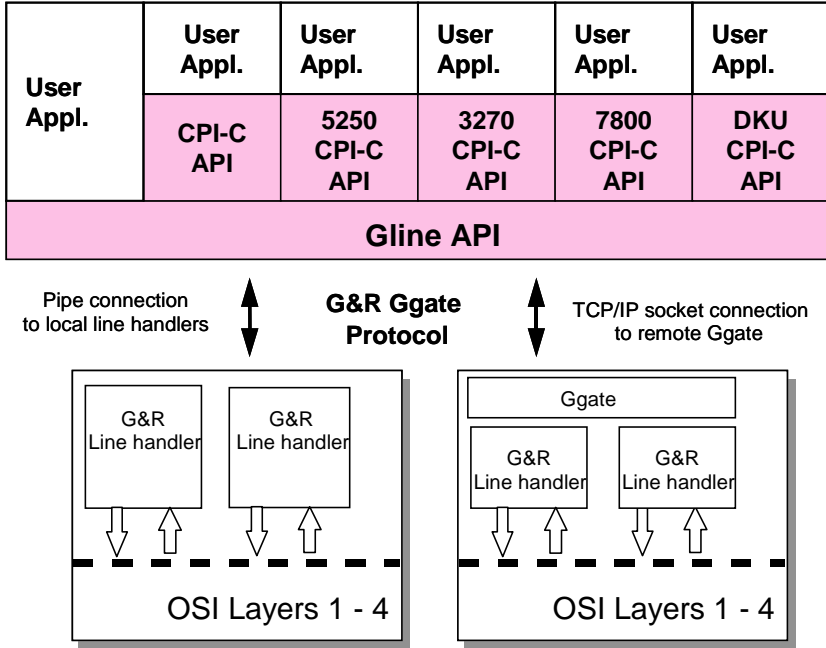 User
Appl.
User
Appl.
User
Appl.
User
Appl.
User
Appl.
User
Appl.
CPI-C
API
5250
CPI-C
API
3270
CPI-C
API
7800
CPI-C
API
DKU
CPI-C
API
Gline API
Pipe connection
to local line handlers
G&R Ggate
Protocol
TCP/IP socket connection
to remote Ggate
G&R
Line handler
G&R
Line handler
OSI Layers 1 - 4
Ggate
G&R
Line handler
G&R
Line handler
OSI Layers 1 - 4